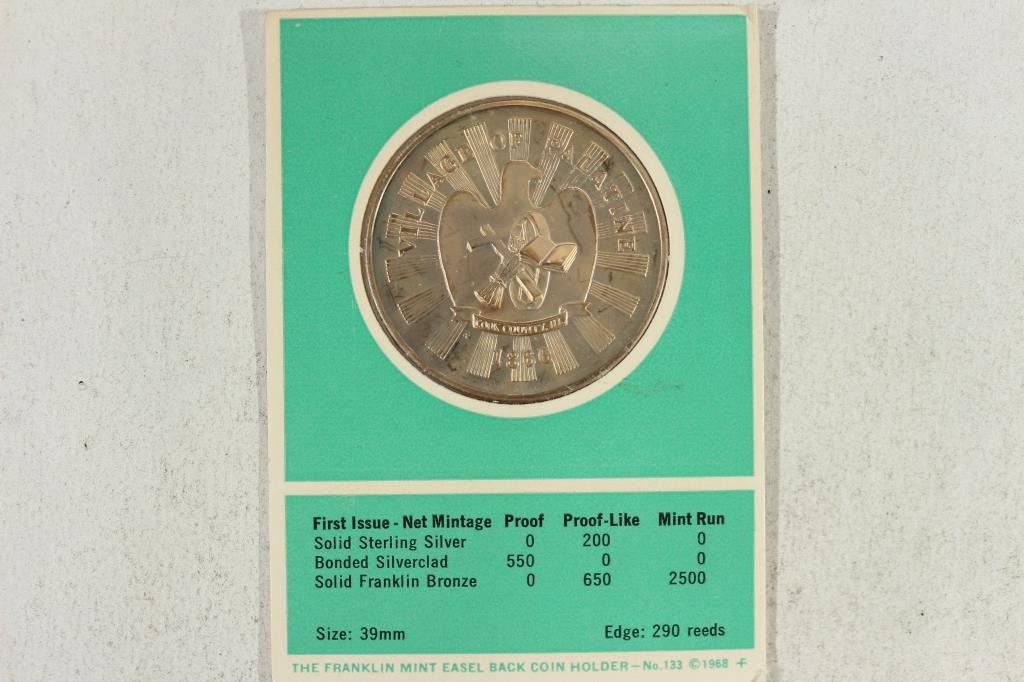 VILLAGE OF PALATINE
COOK COUNTY, ILL.
1866
First Issue - Net Mintage Proof Proof-Like Mint Run
Solid Sterling Silver 0 200 0
Bonded Silverclad 550 0 0
Solid Franklin Bronze 0 650 2500
Size: 39mm Edge: 290 reeds
THE FRANKLIN MINT EASEL BACK COIN HOLDER—No.133 ©1968